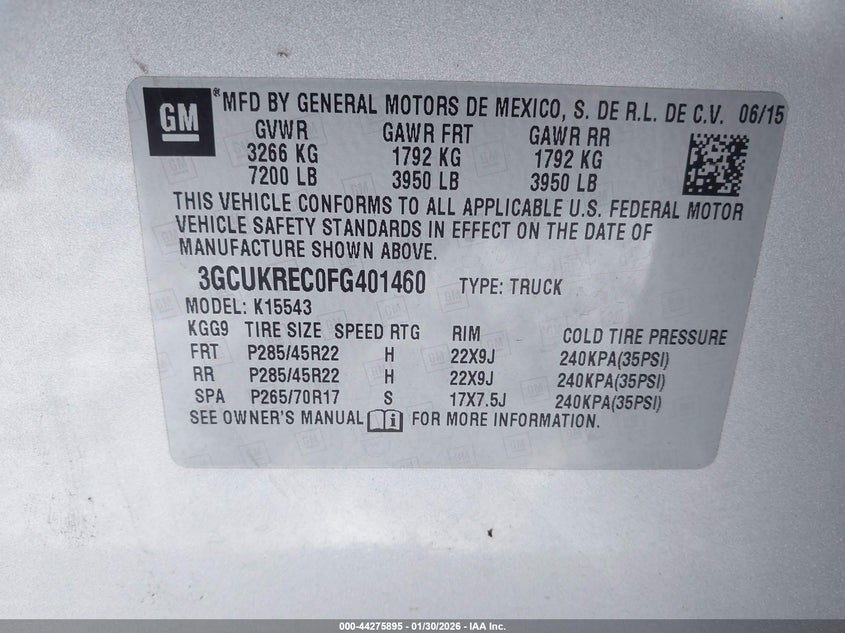 GM ® MFD BY GENERAL MOTORS DE MEXICO, S. DE R.L. DE C.V. 06/15
GVWR GAWR FRT GAWR RR
3266 KG 1792 KG 1792 KG
7200 LB 3950 LB 3950 LB
THIS VEHICLE CONFORMS TO ALL APPLICABLE U.S. FEDERAL MOTOR
VEHICLE SAFETY STANDARDS IN EFFECT ON THE DATE OF
MANUFACTURE SHOWN ABOVE.
3GCUKREC0FG401460 TYPE: TRUCK
MODEL: K15543
KGG9 TIRE SIZE SPEED RTG RIM COLD TIRE PRESSURE
FRT P285/45R22 H 22X9J 240KPA(35PSI)
RR P285/45R22 H 22X9J 240KPA(35PSI)
SPA P265/70R17 S 17X7.5J 240KPA(35PSI)
SEE OWNER'S MANUAL i FOR MORE INFORMATION.
000-44275895 - 01/30/2026 - IAA Inc.